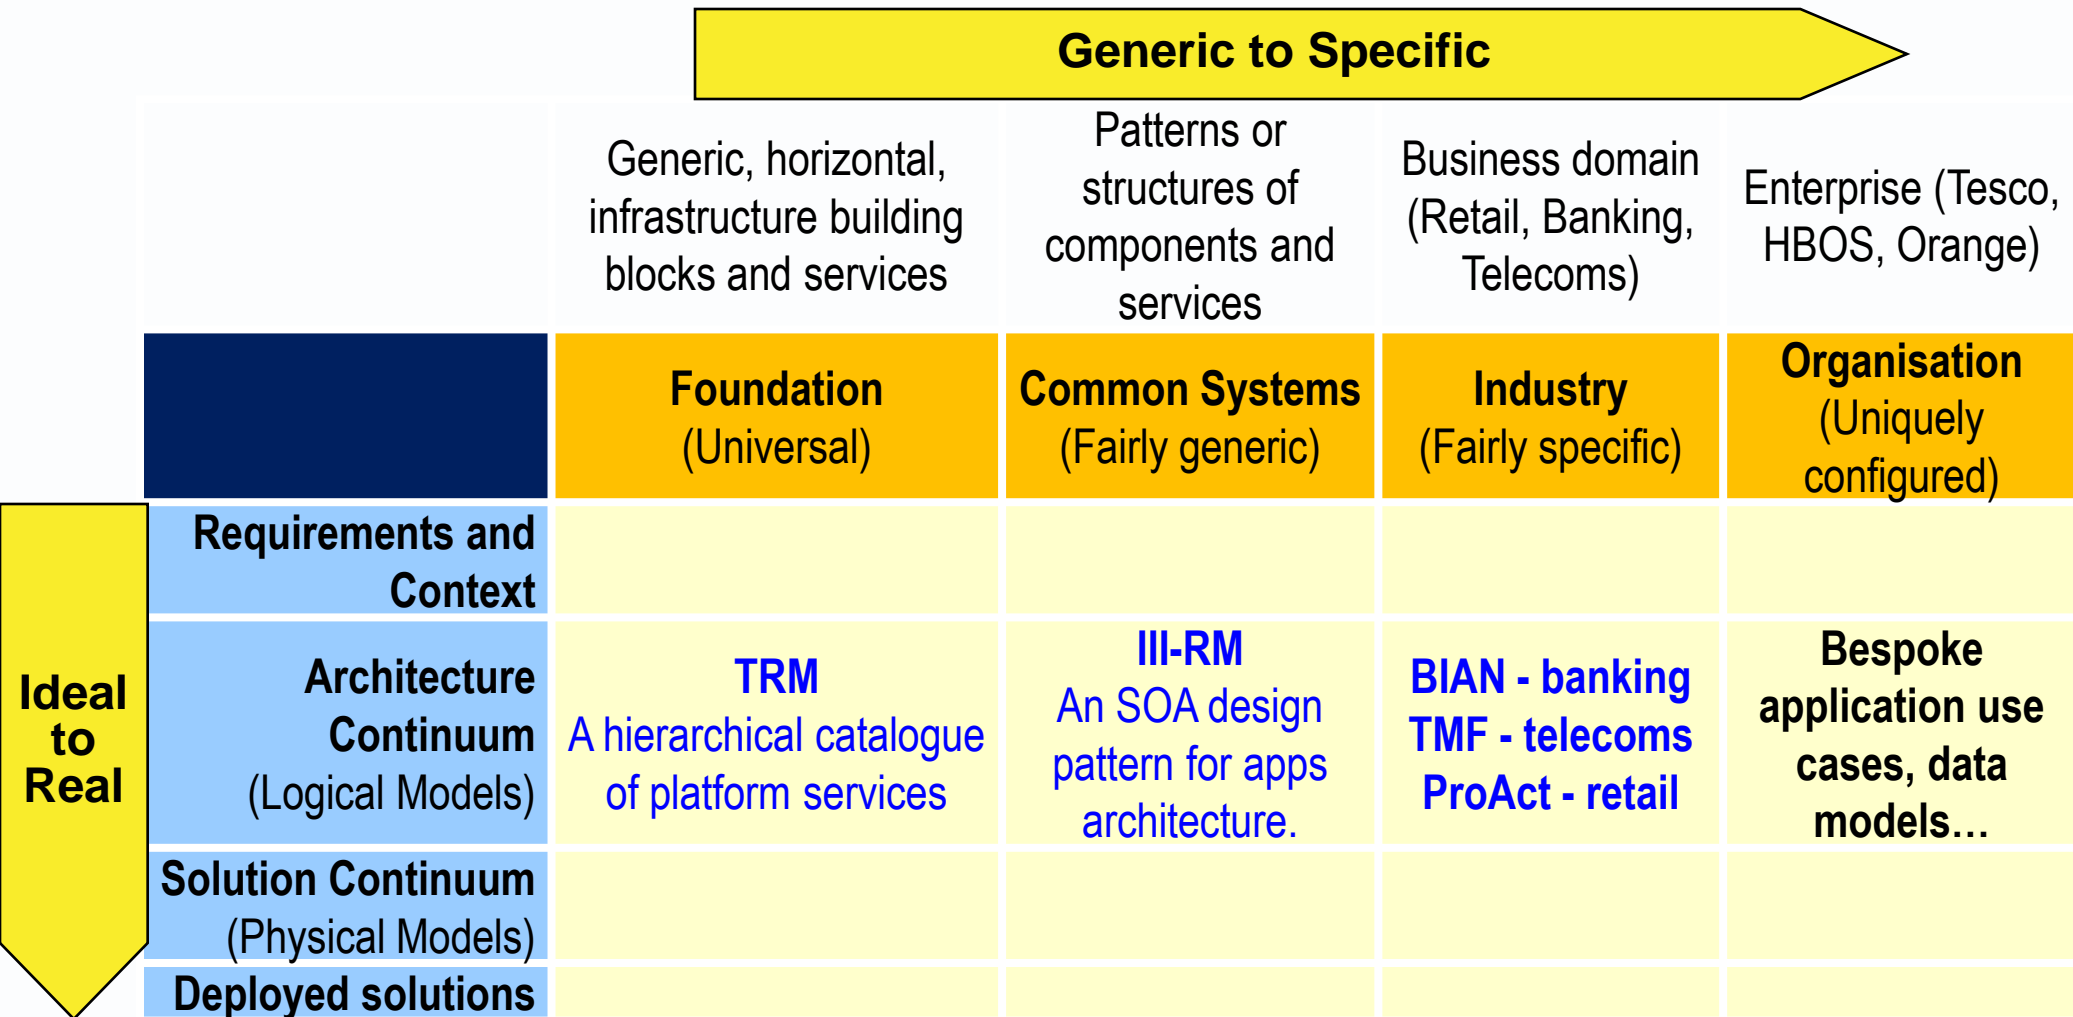 Generic to Specific
Generic, horizontal,
infrastructure building
blocks and services
Patterns or
structures of
components and
services
Business domain
(Retail, Banking,
Telecoms)
Enterprise (Tesco,
HBOS, Orange)
Foundation
(Universal)
Common Systems
(Fairly generic)
Industry
(Fairly specific)
Organisation
(Uniquely
configured)
Ideal
to
Real
Requirements and
Context
Architecture
Continuum
(Logical Models)
TRM
A hierarchical catalogue
of platform services
III-RM
An SOA design
pattern for apps
architecture.
BIAN - banking
TMF - telecoms
ProAct - retail
Bespoke
application use
cases, data
models…
Solution Continuum
(Physical Models)
Deployed solutions